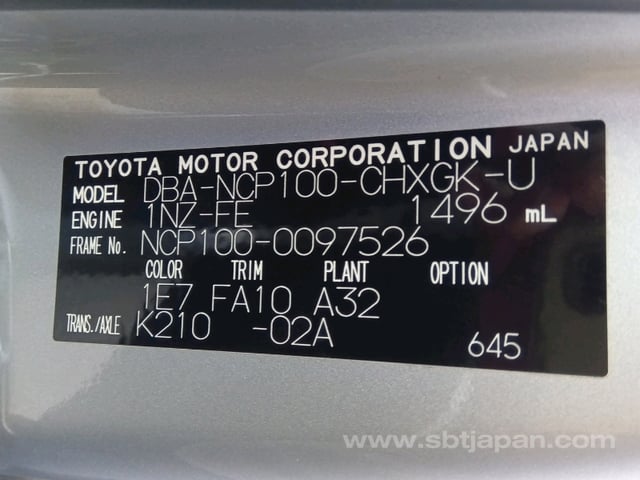 TOYOTA MOTOR CORPORATION JAPAN
MODEL DBA-NCP100-CHXGK-U
ENGINE 1NZ-FE 1496 mL
FRAME No. NCP100-0097526
COLOR TRIM PLANT OPTION
1E7 FA10 A32
TRANS./AXLE K210 -02A
645
www.sbtjapan.com